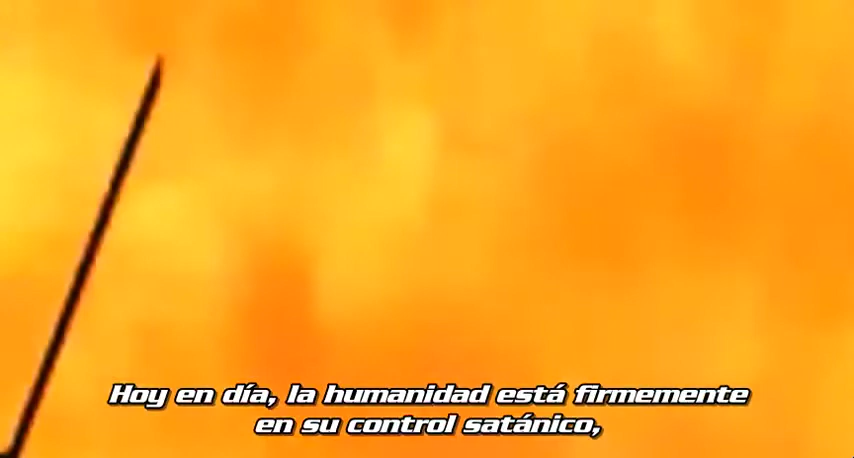 Hoy en día, la humanidad está firmemente
en su control satánico,